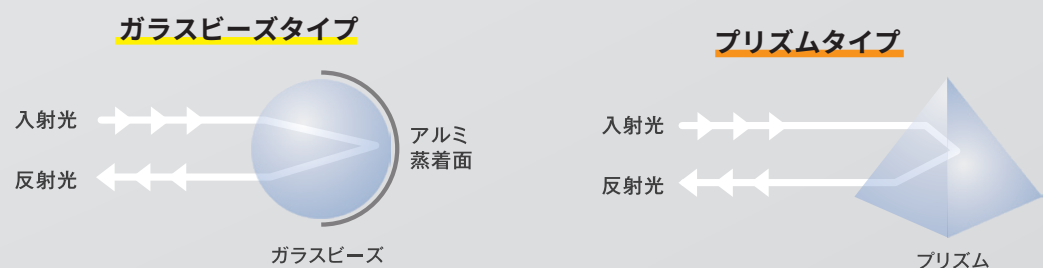 ガラスビーズタイプ
入射光
反射光
アルミ
蒸着面
ガラスビーズ
プリズムタイプ
入射光
反射光
プリズム